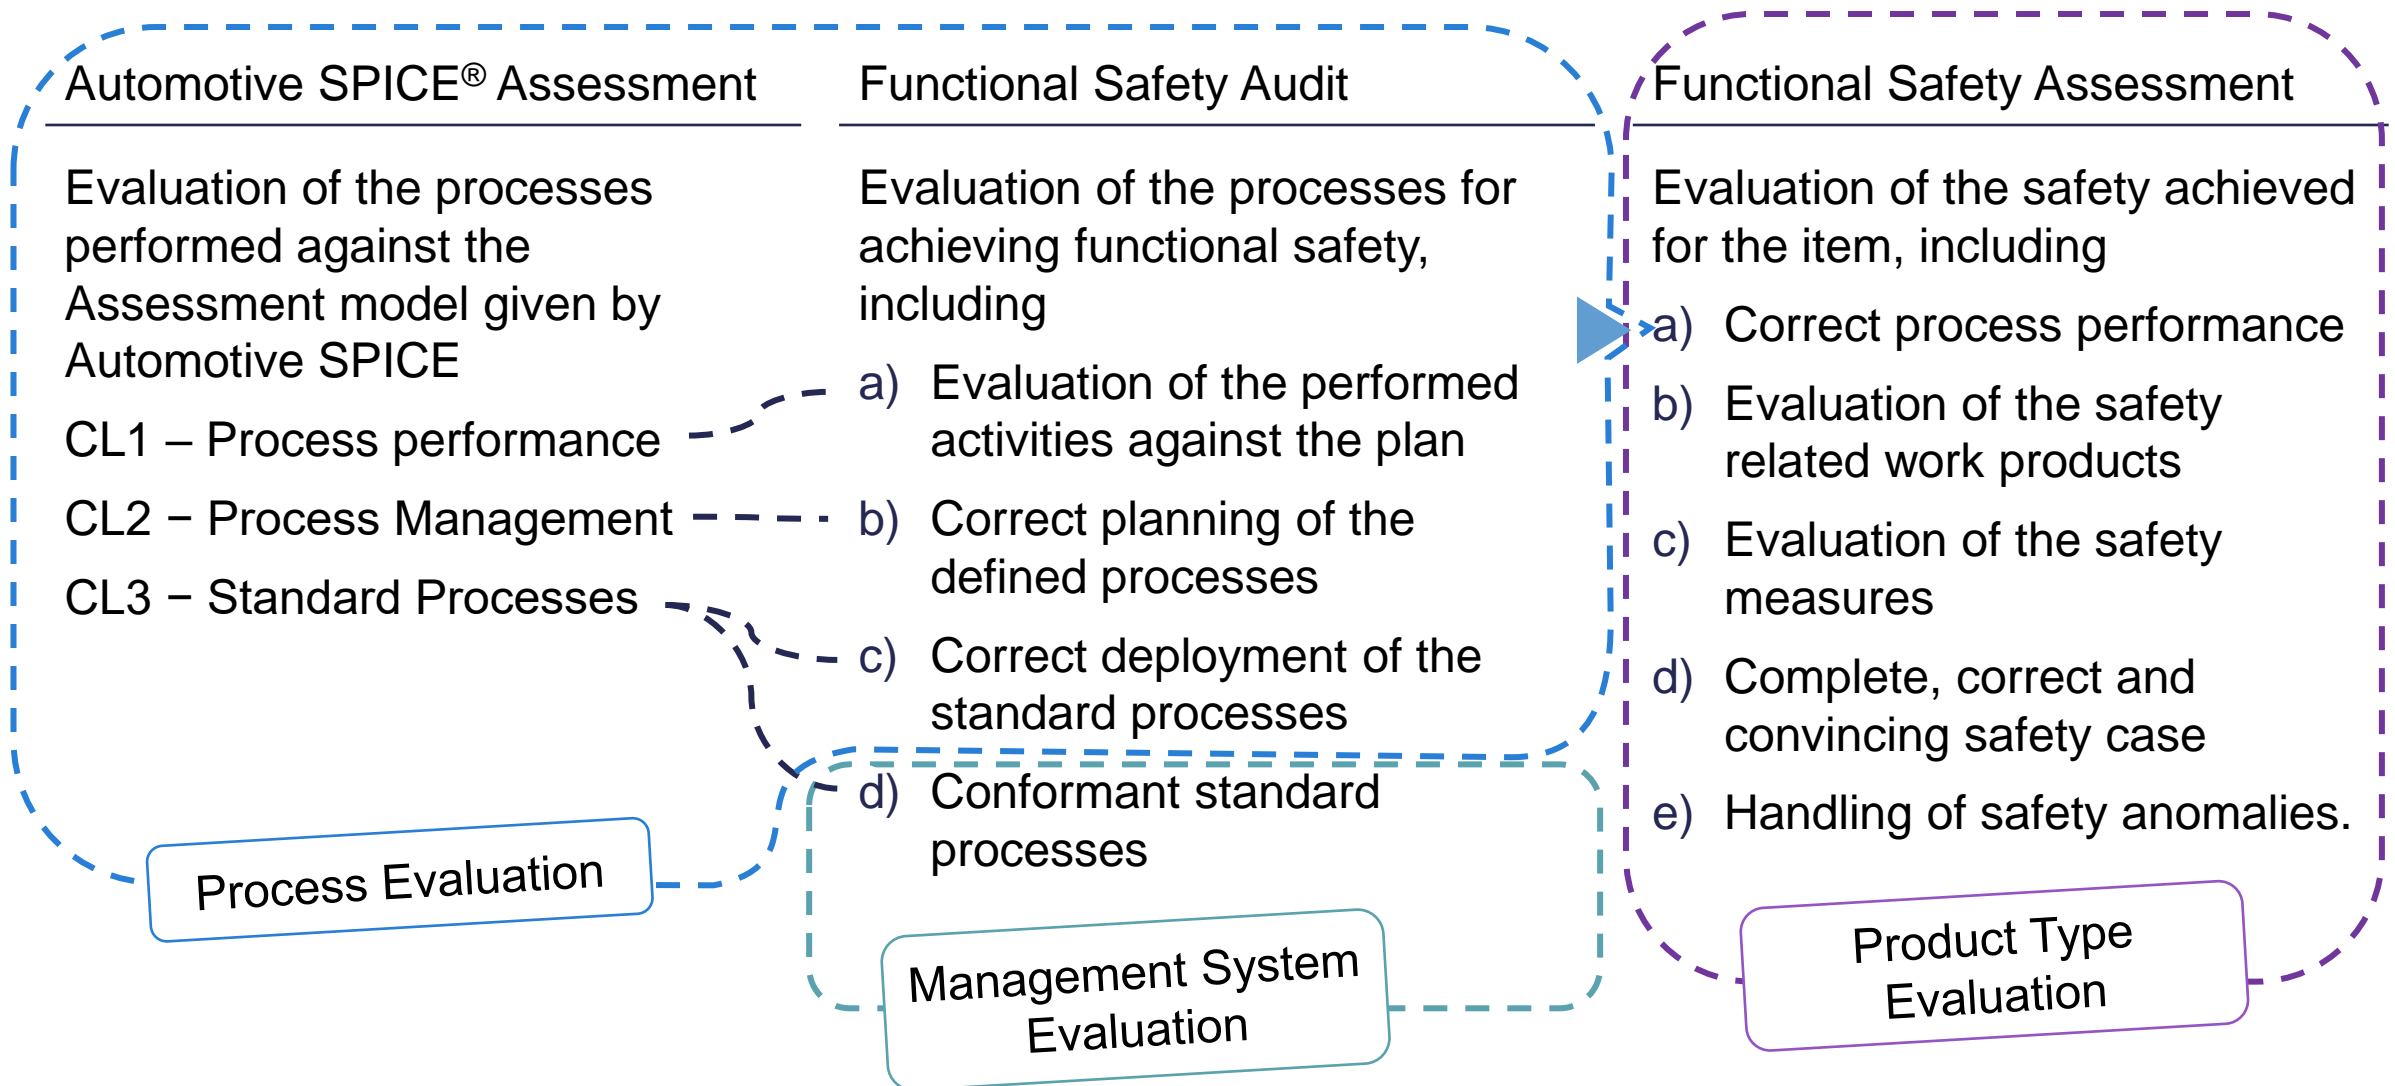 Automotive SPICE® Assessment
Evaluation of the processes
performed against the
Assessment model given by
Automotive SPICE
CL1 – Process performance
CL2 − Process Management
CL3 − Standard Processes
Process Evaluation
Functional Safety Audit
Evaluation of the processes for
achieving functional safety,
including
a) Evaluation of the performed
activities against the plan
b) Correct planning of the
defined processes
c) Correct deployment of the
standard processes
d) Conformant standard
processes
Management System
Evaluation
Functional Safety Assessment
Evaluation of the safety achieved
for the item, including
a) Correct process performance
b) Evaluation of the safety
related work products
c) Evaluation of the safety
measures
d) Complete, correct and
convincing safety case
e) Handling of safety anomalies.
Product Type
Evaluation